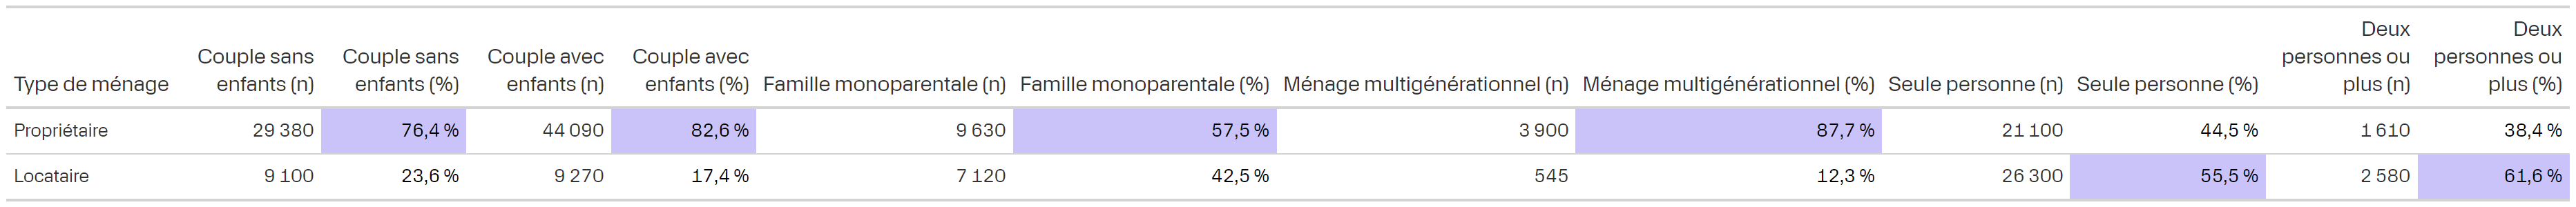 Type de ménage Couple sans enfants (n) Couple sans enfants (%) Couple avec enfants (n) Couple avec enfants (%) Famille monoparentale (n) Famille monoparentale (%) Ménage multigénérationnel (n) Ménage multigénérationnel (%) Seule personne (n) Seule personne (%) Deux personnes ou plus (n) Deux personnes ou plus (%)
Propriétaire 29 380 76,4 % 44 090 82,6 % 9 630 57,5 % 3 900 87,7 % 21 100 44,5 % 1 610 38,4 %
Locataire 9 100 23,6 % 9 270 17,4 % 7 120 42,5 % 545 12,3 % 26 300 55,5 % 2 580 61,6 %